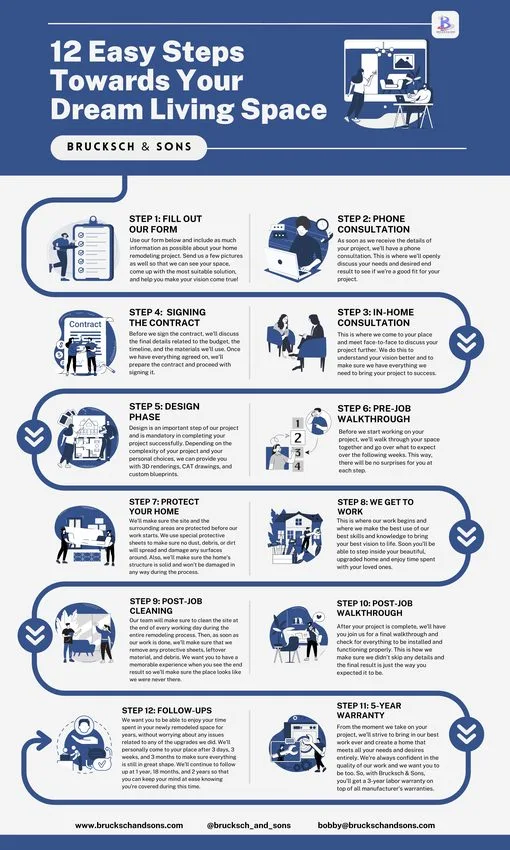 12 Easy Steps
Towards Your
Dream Living Space
BRUCKSCH & SONS
STEP 1: FILL OUT
OUR FORM
Use our form below and include as much
information as possible about your home
remodeling project. Send us a few pictures
as well so that we can see your space,
come up with the most suitable solution,
and help you make your vision come true!
STEP 2: PHONE
CONSULTATION
As soon as we receive the details of
your project, we'll have a phone
consultation. This is where we'll openly
discuss your needs and desired end
result to see if we're a good fit for your
project.
STEP 4: SIGNING
THE CONTRACT
Before we sign the contract, we'll discuss
the final details related to the budget, the
timeline, and the materials we'll use. Once
we have everything agreed on, we'll
prepare the contract and proceed with
signing it.
Contract
STEP 3: IN-HOME
CONSULTATION
This is where we come to your place
and meet face-to-face to discuss your
project further. We do this to
understand your vision better and to
make sure we have everything we
need to bring your project to success.
STEP 5: DESIGN
PHASE
Design is an important step of our project
and is mandatory in completing your
project successfully. Depending on the
complexity of your project and your
personal choices, we can provide you
with 3D renderings, CAT drawings, and
custom blueprints.
STEP 6: PRE-JOB
WALKTHROUGH
Before we start working on your
project, we'll walk through your space
together and go over what to expect
over the following weeks. This way,
there will be no surprises for you at
each step.
1
2
3
4
STEP 7: PROTECT
YOUR HOME
We'll make sure the site and the
surrounding areas are protected before our
work starts. We use special protective
sheets to make sure no dust, debris, or dirt
will spread and damage any surfaces
around. Also, we'll make sure the home's
structure is solid and won't be damaged in
any way during the process.
STEP 8: WE GET TO
WORK
This is where our work begins and
where we make the best use of our
best skills and knowledge to bring
your best vision to life. Soon you'll be
able to step inside your beautiful,
upgraded home and enjoy time spent
with your loved ones.
STEP 9: POST-JOB
CLEANING
Our team will make sure to clean the site at
the end of every working day during the
entire remodeling process. Then, as soon as
our work is done, we'll make sure that we
remove any protective sheets, leftover
material, and debris. We want you to have a
memorable experience when you see the end
result so we'll make sure the place looks like
we were never there.
STEP 10: POST-JOB
WALKTHROUGH
After your project is complete, we'll have
you join us for a final walkthrough and
check for everything to be installed and
functioning properly. This is how we
make sure we didn't skip any details and
the final result is just the way you
expected it to be.
STEP 12: FOLLOW-UPS
We want you to be able to enjoy your time
spent in your newly remodeled space for
years, without worrying about any issues
related to any of the upgrades we did. We'll
personally come to your place after 3 days, 3
weeks, and 3 months to make sure everything
is still in great shape. We'll continue to follow
up at 1 year, 18 months, and 2 years so that
you can keep your mind at ease knowing
you're covered during this time.
STEP 11: 5-YEAR
WARRANTY
From the moment we take on your
project, we'll strive to bring in our best
work ever and create a home that
meets all your needs and desires
entirely. We're always confident in the
quality of our work and we want you to
be too. So, with Brucksch & Sons,
you'll get a 3-year labor warranty on
top of all manufacturer's warranties.
www.bruckschandsons.com
@brucksch_and_sons
bobby@bruckschandsons.com